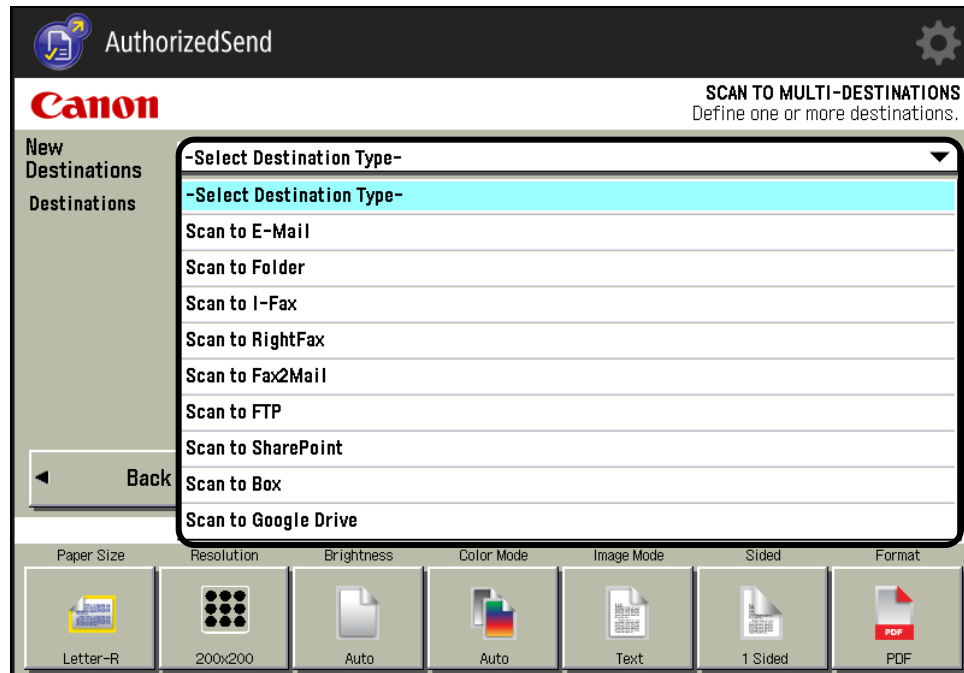 AuthorizedSend
Canon
SCAN TO MULTI-DESTINATIONS
Define one or more destinations.
New
Destinations
-Select Destination Type-
Destinations
-Select Destination Type-
Scan to E-Mail
Scan to Folder
Scan to I-Fax
Scan to RightFax
Scan to Fax2Mail
Scan to FTP
Scan to SharePoint
Back
Scan to Box
Scan to Google Drive
Paper Size Resolution Brightness Color Mode Image Mode Sided Format
PDF
Letter-R 200x200 Auto Auto Text 1 Sided PDF